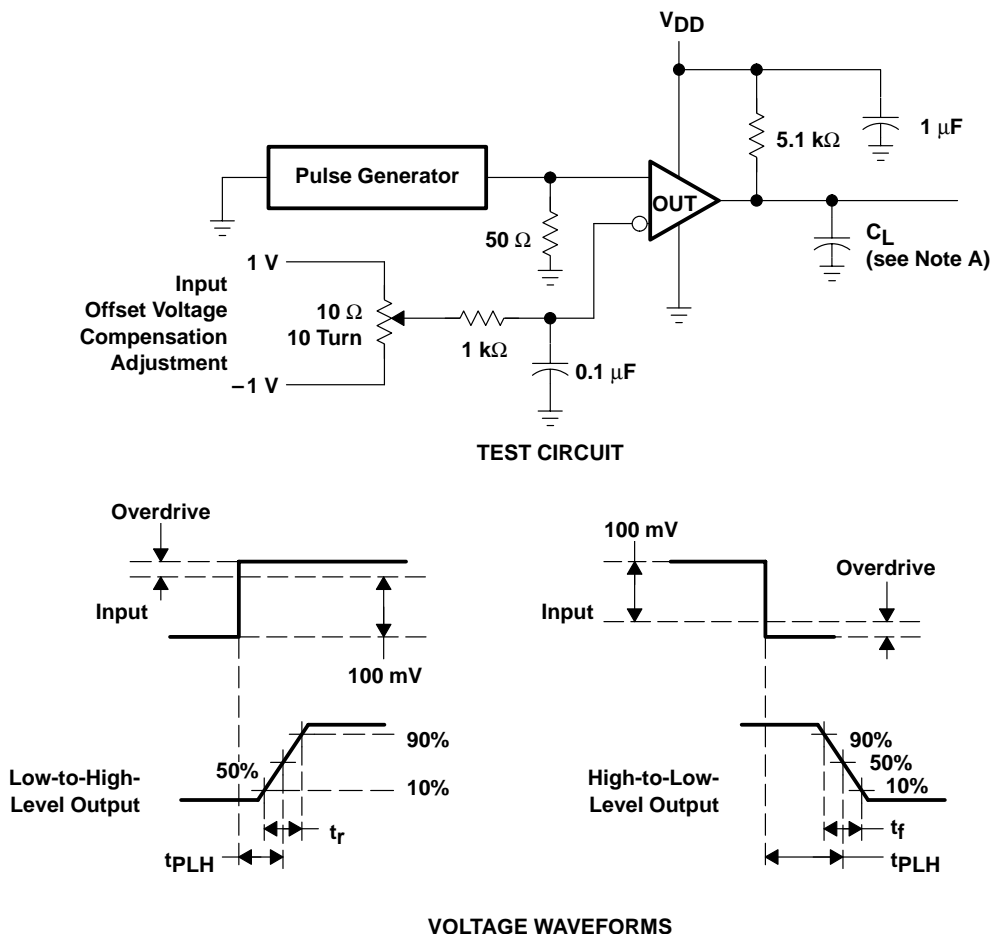 VDD
1 μF
5.1 kΩ
Pulse Generator
OUT
50 Ω
CL
(see Note A)
1 V
Input
Offset Voltage
Compensation
Adjustment
10 Ω
10 Turn
1 kΩ
0.1 μF
–1 V
TEST CIRCUIT
Overdrive
Input
100 mV
100 mV
Overdrive
Input
Low-to-High-
Level Output
50%
90%
10%
tr
tPLH
High-to-Low-
Level Output
90%
50%
10%
tf
tPLH
VOLTAGE WAVEFORMS